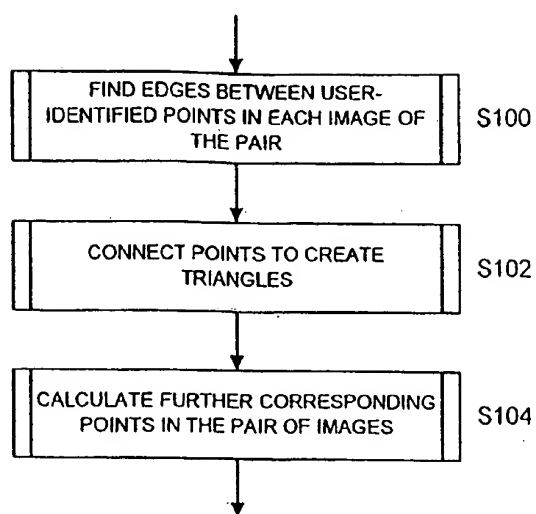 FIND EDGES BETWEEN USER-
IDENTIFIED POINTS IN EACH IMAGE OF
THE PAIR
S100
CONNECT POINTS TO CREATE
TRIANGLES
S102
CALCULATE FURTHER CORRESPONDING
POINTS IN THE PAIR OF IMAGES
S104